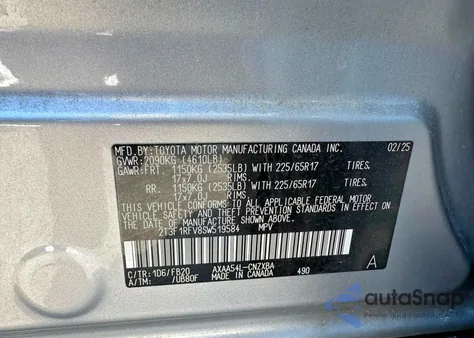 MFD.BY:TOYOTA MOTOR MANUFACTURING CANADA INC. 02/25
GVWR:2090KG (4610LB)
GAWR:FRT. 1150KG (2535LB) WITH 225/65R17 TIRES.
17x7.0J RIMS.
RR. 1150KG (2535LB) WITH 225/65R17 TIRES.
17x7.0J RIMS.
THIS VEHICLE CONFORMS TO ALL APPLICABLE
FEDERAL MOTOR VEHICLE SAFETY AND
THEFT PREVENTION STANDARDS IN EFFECT ON
THE DATE OF MANUFACTURE SHOWN ABOVE.
2T3F1RFV8SW519584 MPV
C/TR:1D6/FB20 AXAA54L-CNZXBA
A/TM: /UB80F MADE IN CANADA 490 A
autoSnap